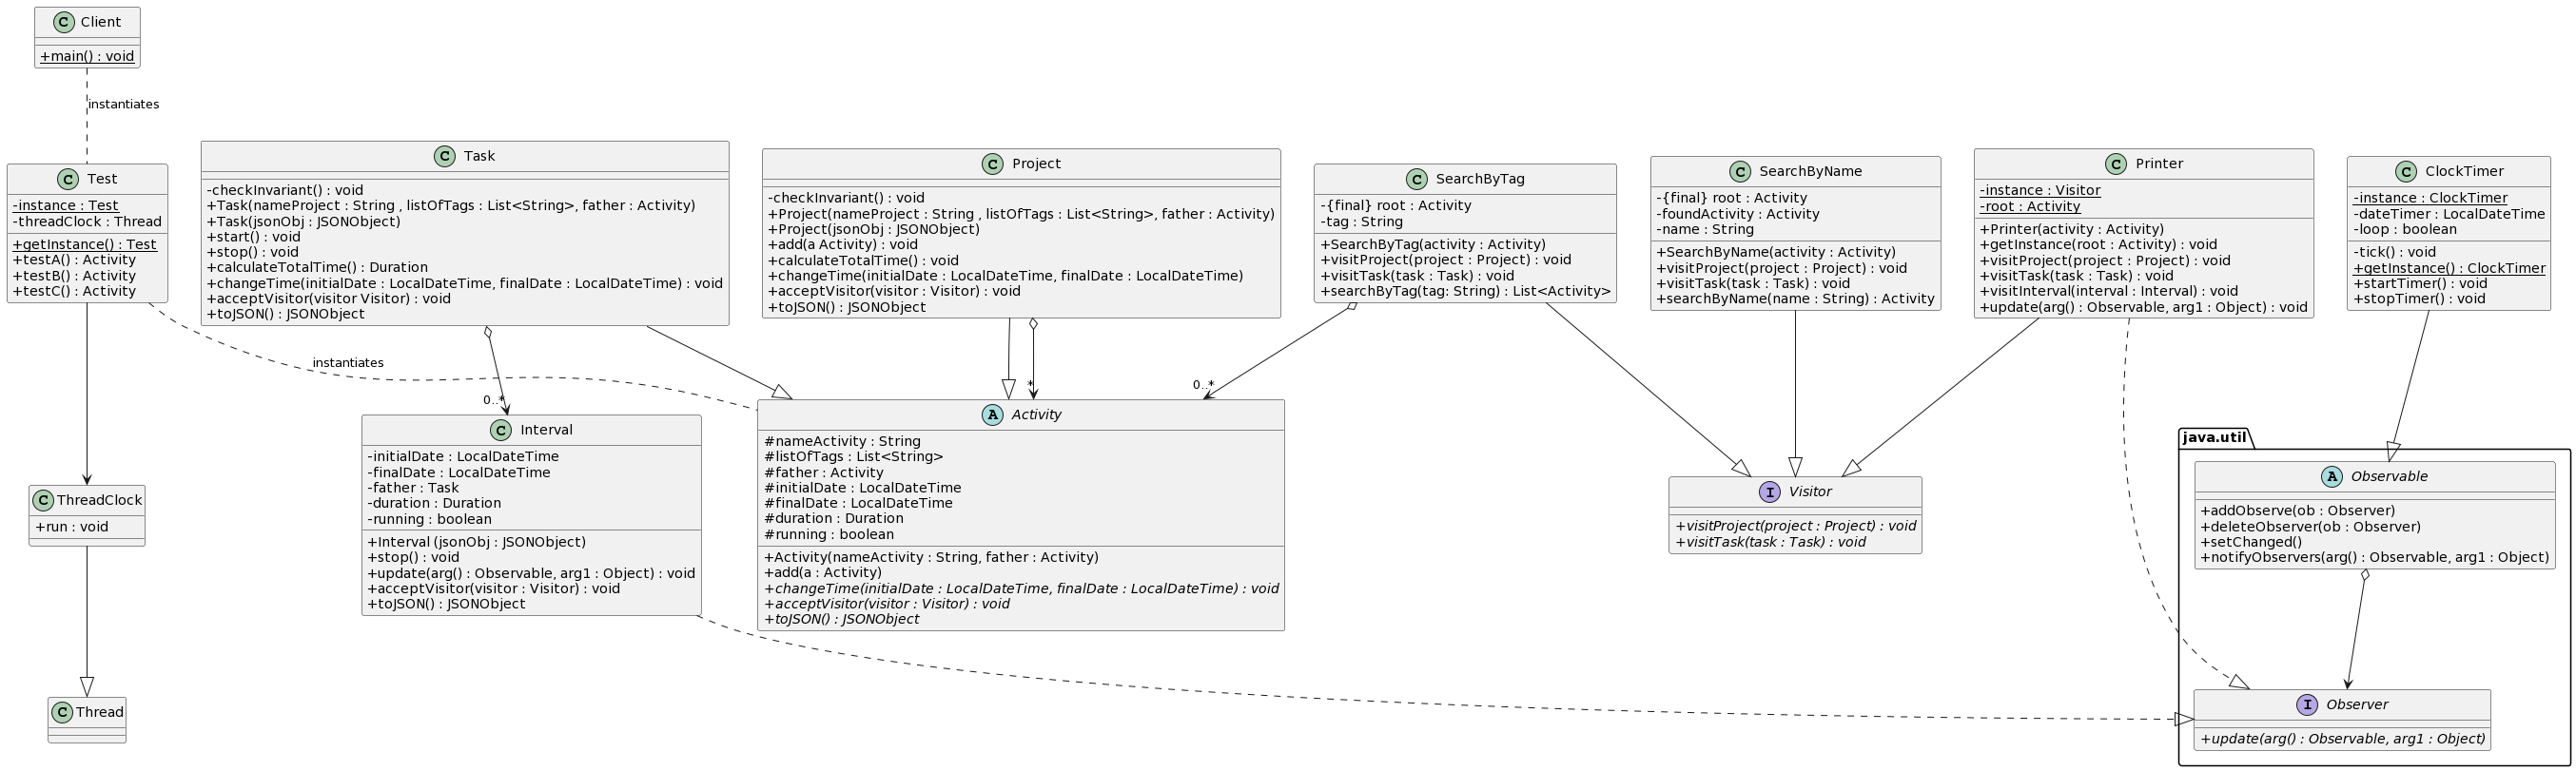 C Client
+main() : void
instantiates
C Test
-instance : Test
-threadClock : Thread
+getInstance() : Test
+testA() : Activity
+testB() : Activity
+testC() : Activity
C Task
-checkInvariant() : void
+Task(nameProject : String , listOfTags : List<String>, father : Activity)
+Task(jsonObj : JSONObject)
+start() : void
+stop() : void
+calculateTotalTime() : Duration
+changeTime(initialDate : LocalDateTime, finalDate : LocalDateTime) : void
+acceptVisitor(visitor Visitor) : void
+toJSON() : JSONObject
C Project
-checkInvariant() : void
+Project(nameProject : String , listOfTags : List<String>, father : Activity)
+Project(jsonObj : JSONObject)
+add(a Activity) : void
+calculateTotalTime() : void
+changeTime(initialDate : LocalDateTime, finalDate : LocalDateTime)
+acceptVisitor(visitor : Visitor) : void
+toJSON() : JSONObject
C SearchByTag
-{final} root : Activity
-tag : String
+SearchByTag(activity : Activity)
+visitProject(project : Project) : void
+visitTask(task : Task) : void
+searchByTag(tag: String) : List<Activity>
C SearchByName
-{final} root : Activity
-foundActivity : Activity
-name : String
+SearchByName(activity : Activity)
+visitProject(project : Project) : void
+visitTask(task : Task) : void
+searchByName(name : String) : Activity
C Printer
-instance : Visitor
-root : Activity
+Printer(activity : Activity)
+getInstance(root : Activity) : void
+visitProject(project : Project) : void
+visitTask(task : Task) : void
+visitInterval(interval : Interval) : void
+update(arg() : Observable, arg1 : Object) : void
C ClockTimer
-instance : ClockTimer
-dateTimer : LocalDateTime
-loop : boolean
-tick() : void
+getInstance() : ClockTimer
+startTimer() : void
+stopTimer() : void
instantiates
0..*
*
0..*
C Interval
-initialDate : LocalDateTime
-finalDate : LocalDateTime
-father : Task
-duration : Duration
-running : boolean
+Interval (jsonObj : JSONObject)
+stop() : void
+update(arg() : Observable, arg1 : Object) : void
+acceptVisitor(visitor : Visitor) : void
+toJSON() : JSONObject
A Activity
#nameActivity : String
#listOfTags : List<String>
#father : Activity
#initialDate : LocalDateTime
#finalDate : LocalDateTime
#duration : Duration
#running : boolean
+Activity(nameActivity : String, father : Activity)
+add(a : Activity)
+changeTime(initialDate : LocalDateTime, finalDate : LocalDateTime) : void
+acceptVisitor(visitor : Visitor) : void
+toJSON() : JSONObject
I Visitor
+visitProject(project : Project) : void
+visitTask(task : Task) : void
java.util
A Observable
+addObserve(ob : Observer)
+deleteObserver(ob : Observer)
+setChanged()
+notifyObservers(arg() : Observable, arg1 : Object)
C ThreadClock
+run : void
C Thread
I Observer
+update(arg() : Observable, arg1 : Object)